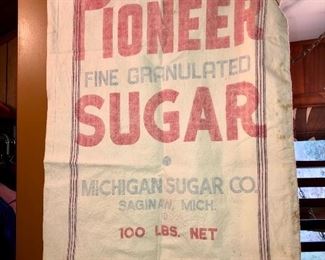 PIONEER
FINE GRANULATED
SUGAR
MICHIGAN SUGAR CO.
SAGINAW, MICH.
100 LBS. NET